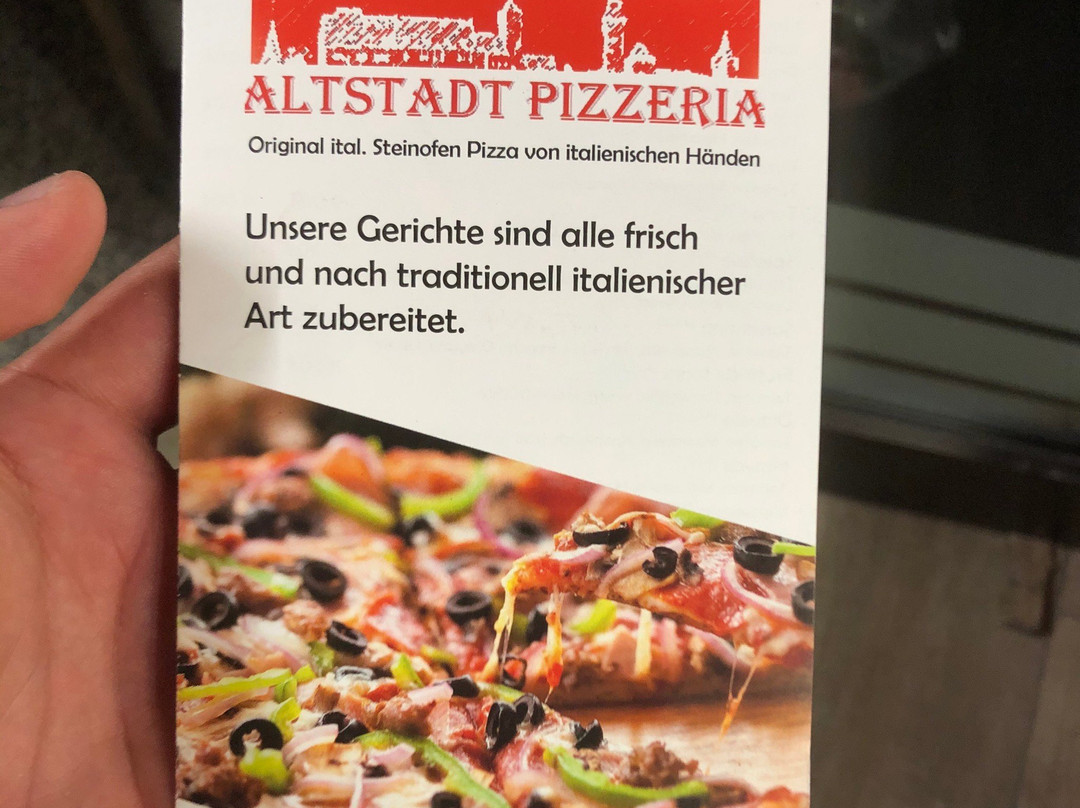 ALTSTADT PIZZERIA
Original ital. Steinofen Pizza von italienischen Händen
Unsere Gerichte sind alle frisch
und nach traditionell italienischer
Art zubereitet.